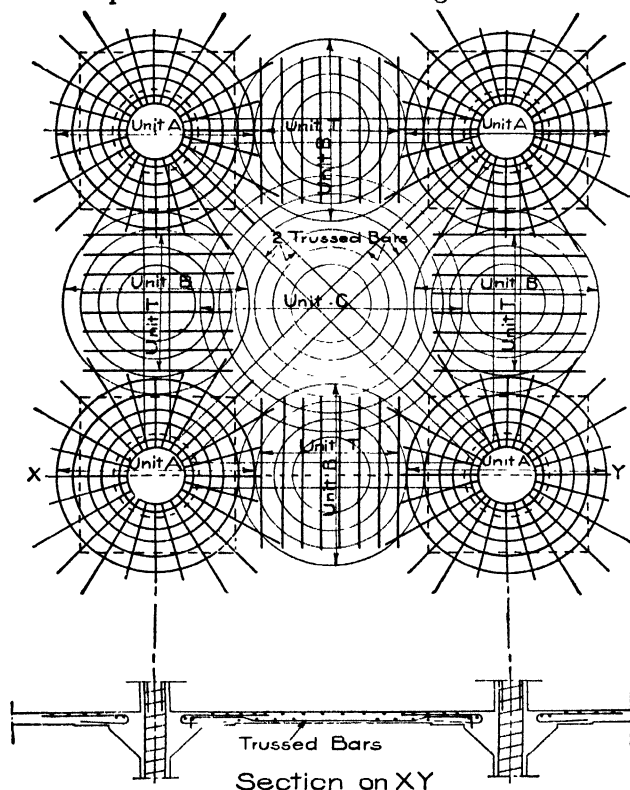 Unit A
Unit T
Unit B
Unit A
2 Trussed Bars
Unit B
Unit T
Unit C
Unit B
Unit T
Unit A
Unit T
Unit B
Unit A
X
Y
Trussed Bars
Section on XY